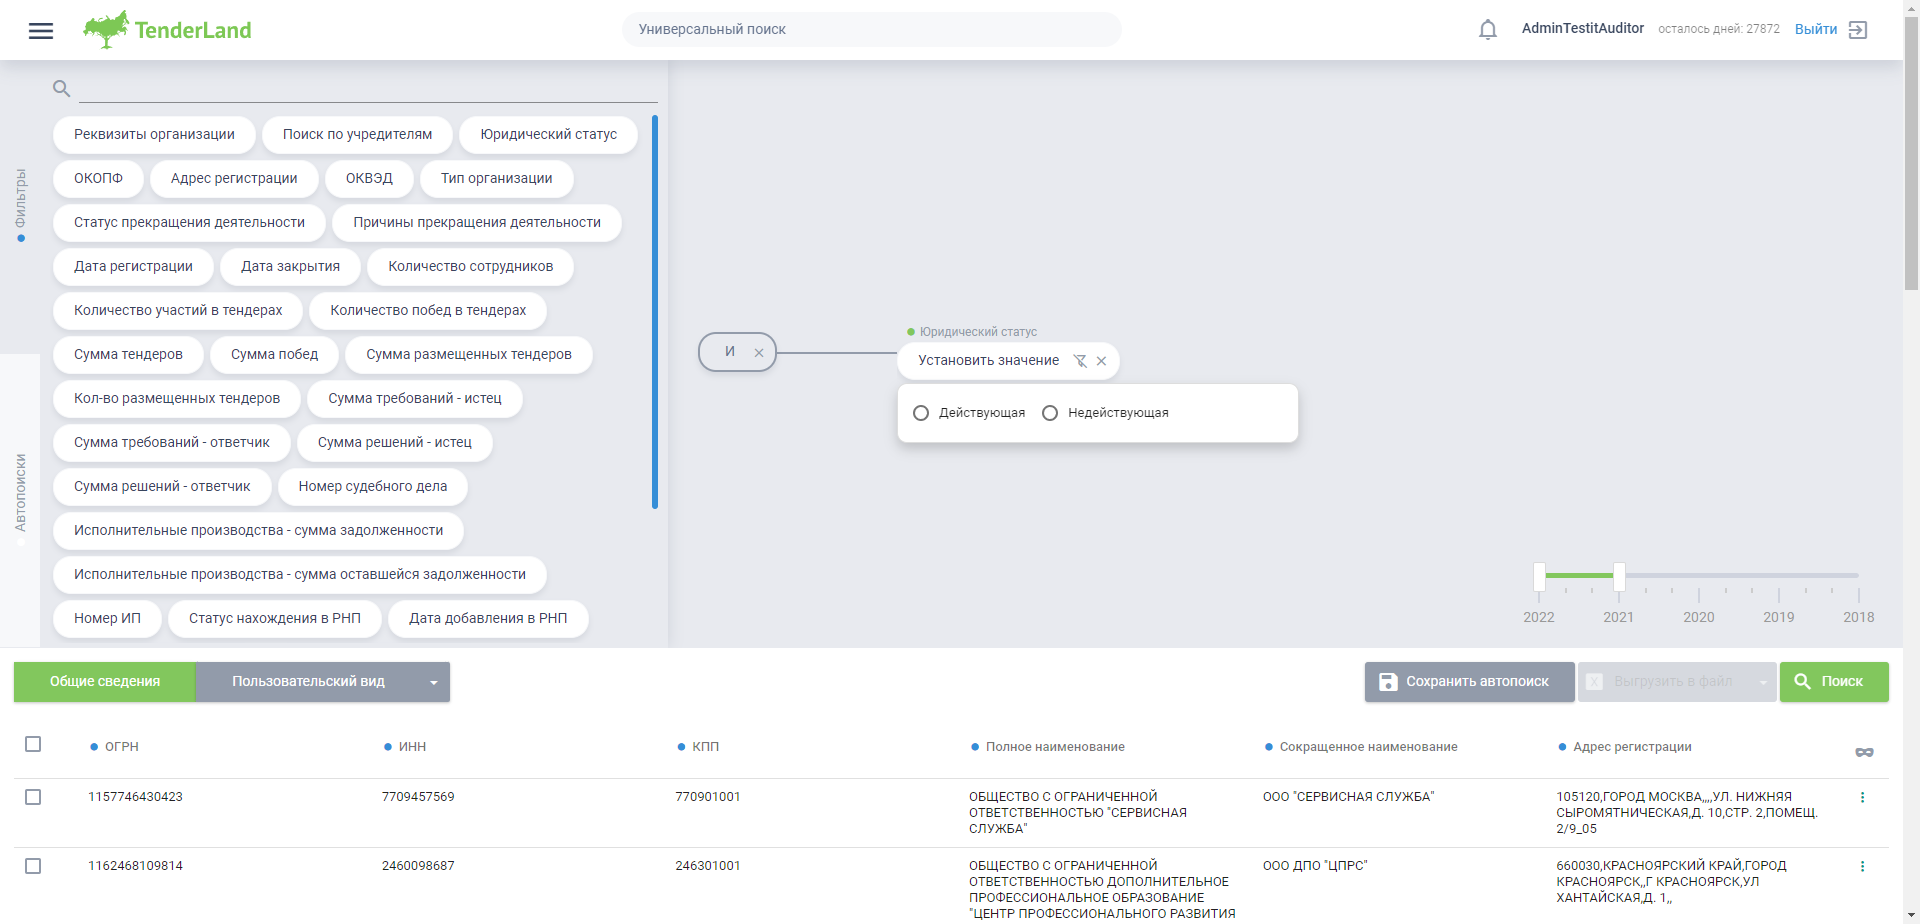 TenderLand
Универсальный поиск
AdminTestitAuditor
осталось дней: 27872
Выйти
Фильтры
Автопоиски
Реквизиты организации
Поиск по учредителям
Юридический статус
ОКОПФ
Адрес регистрации
ОКВЭД
Тип организации
Статус прекращения деятельности
Причины прекращения деятельности
Дата регистрации
Дата закрытия
Количество сотрудников
Количество участий в тендерах
Количество побед в тендерах
Сумма тендеров
Сумма побед
Сумма размещенных тендеров
Кол-во размещенных тендеров
Сумма требований - истец
Сумма требований - ответчик
Сумма решений - истец
Сумма решений - ответчик
Номер судебного дела
Исполнительные производства - сумма задолженности
Исполнительные производства - сумма оставшейся задолженности
Номер ИП
Статус нахождения в РНП
Дата добавления в РНП
И
Юридический статус
Установить значение
Действующая
Недействующая
2022
2021
2020
2019
2018
Общие сведения
Пользовательский вид
Сохранить автопоиск
Выгрузить в файл
Поиск
ОГРН
ИНН
КПП
Полное наименование
Сокращенное наименование
Адрес регистрации
1157746430423
7709457569
770901001
ОБЩЕСТВО С ОГРАНИЧЕННОЙ
ОТВЕТСТВЕННОСТЬЮ "СЕРВИСНАЯ
СЛУЖБА"
ООО "СЕРВИСНАЯ СЛУЖБА"
105120,ГОРОД МОСКВА,,,,УЛ. НИЖНЯЯ
СЫРОМЯТНИЧЕСКАЯ,Д. 10,СТР. 2,ПОМЕЩ.
2/9_05
1162468109814
2460098687
246301001
ОБЩЕСТВО С ОГРАНИЧЕННОЙ
ОТВЕТСТВЕННОСТЬЮ ДОПОЛНИТЕЛЬНОЕ
ПРОФЕССИОНАЛЬНОЕ ОБРАЗОВАНИЕ
"ЦЕНТР ПРОФЕССИОНАЛЬНОГО РАЗВИТИЯ
ООО ДПО "ЦПРС"
660030,КРАСНОЯРСКИЙ КРАЙ,ГОРОД
КРАСНОЯРСК,,Г КРАСНОЯРСК,УЛ
ХАНТАЙСКАЯ,Д. 1,,